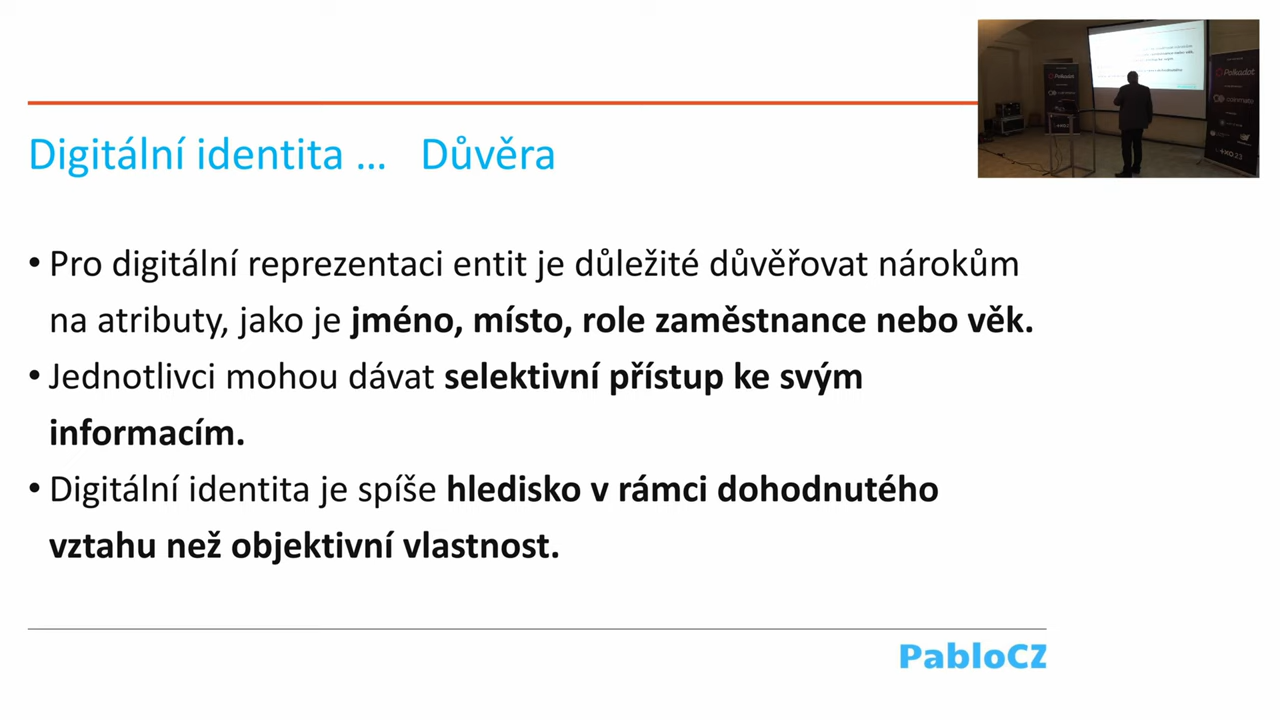 Digitální identita ... Důvěra
• Pro digitální reprezentaci entit je důležité důvěřovat nárokům
na atributy, jako je jméno, místo, role zaměstnance nebo věk.
• Jednotlivci mohou dávat selektivní přístup ke svým
informacím.
• Digitální identita je spíše hledisko v rámci dohodnutého
vztahu než objektivní vlastnost.
PabloCZ
Polkadot